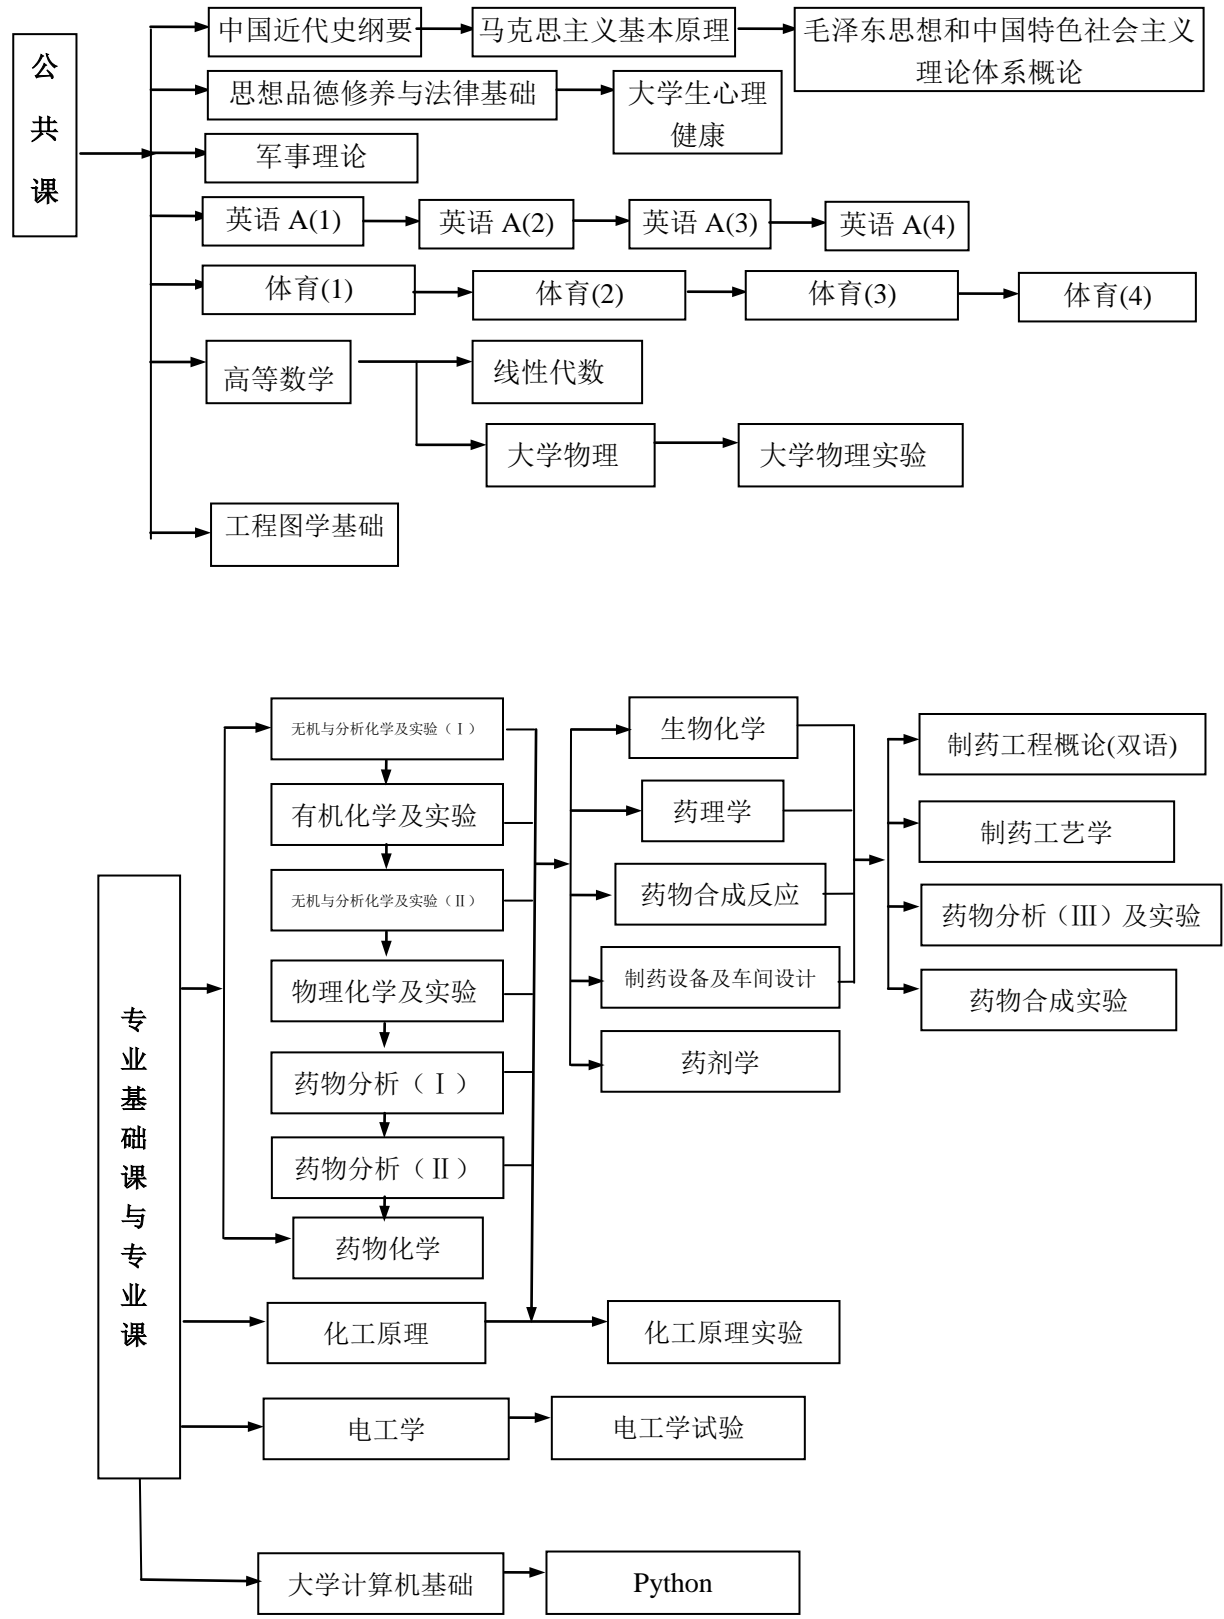 公共课
中国近代史纲要
马克思主义基本原理
毛泽东思想和中国特色社会主义
理论体系概论
思想品德修养与法律基础
大学生心理
健康
军事理论
英语 A(1)
英语 A(2)
英语 A(3)
英语 A(4)
体育(1)
体育(2)
体育(3)
体育(4)
高等数学
线性代数
大学物理
大学物理实验
工程图学基础
专业基础课与专业课
无机与分析化学及实验（Ⅰ）
有机化学及实验
无机与分析化学及实验（Ⅱ）
物理化学及实验
药物分析（Ⅰ）
药物分析（Ⅱ）
药物化学
生物化学
药理学
药物合成反应
制药设备及车间设计
药剂学
制药工程概论(双语)
制药工艺学
药物分析（Ⅲ）及实验
药物合成实验
化工原理
化工原理实验
电工学
电工学试验
大学计算机基础
Python